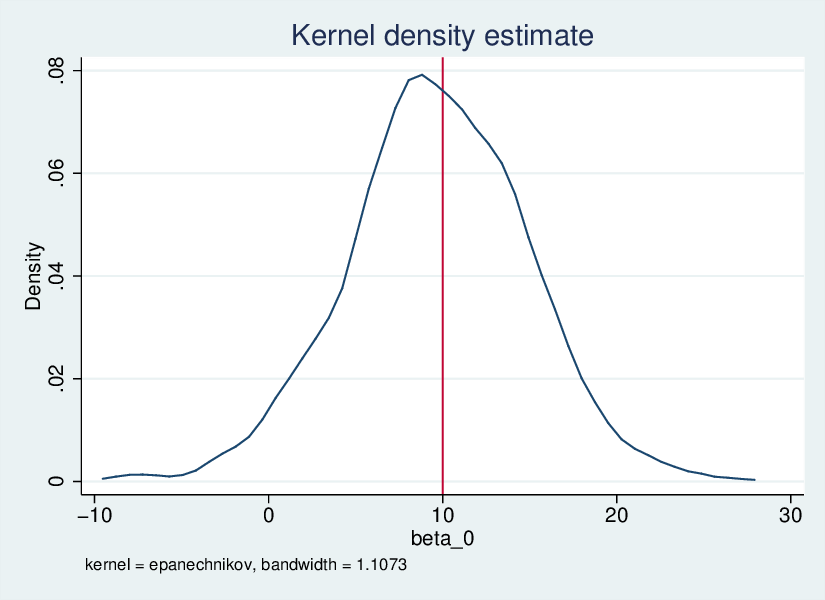 Kernel density estimate
Density
.08
.06
.04
.02
0
−10 0 10 20 30
beta_0
kernel = epanechnikov, bandwidth = 1.1073